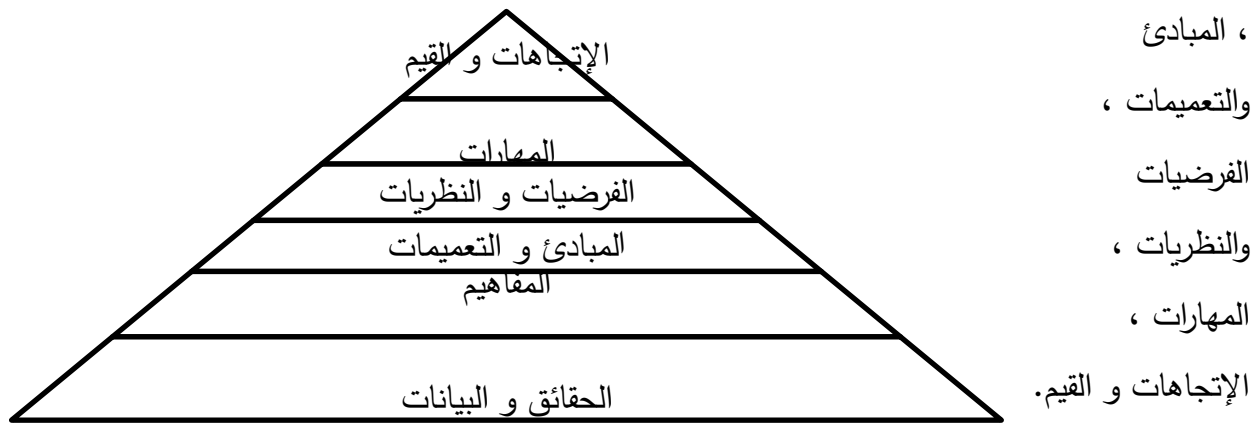 ، المبادئ
والتعميمات ،
الفرضيات
والنظريات ،
المهارات ،
الإتجاهات و القيم.
الإتجاهات و القيم
المهارات
الفرضيات و النظريات
المبادئ و التعميمات
المفاهيم
الحقائق و البيانات